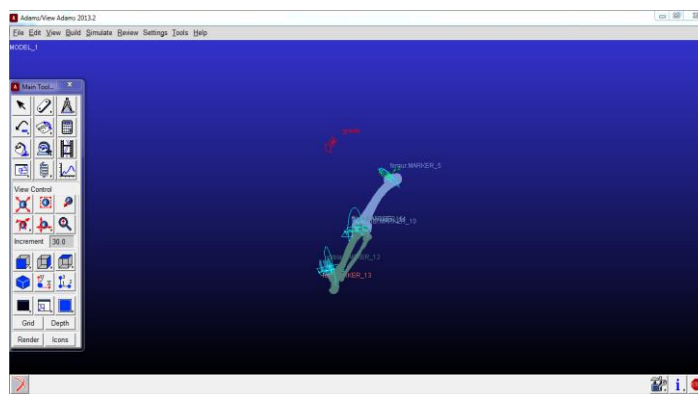 Adams/View Adams 2013.2
File Edit View Build Simulate Review Settings Tools Help
MODEL_1
Main Tool... X
femur.MARKER_5
View Control
Increment 30.0
Grid Depth
Render Icons